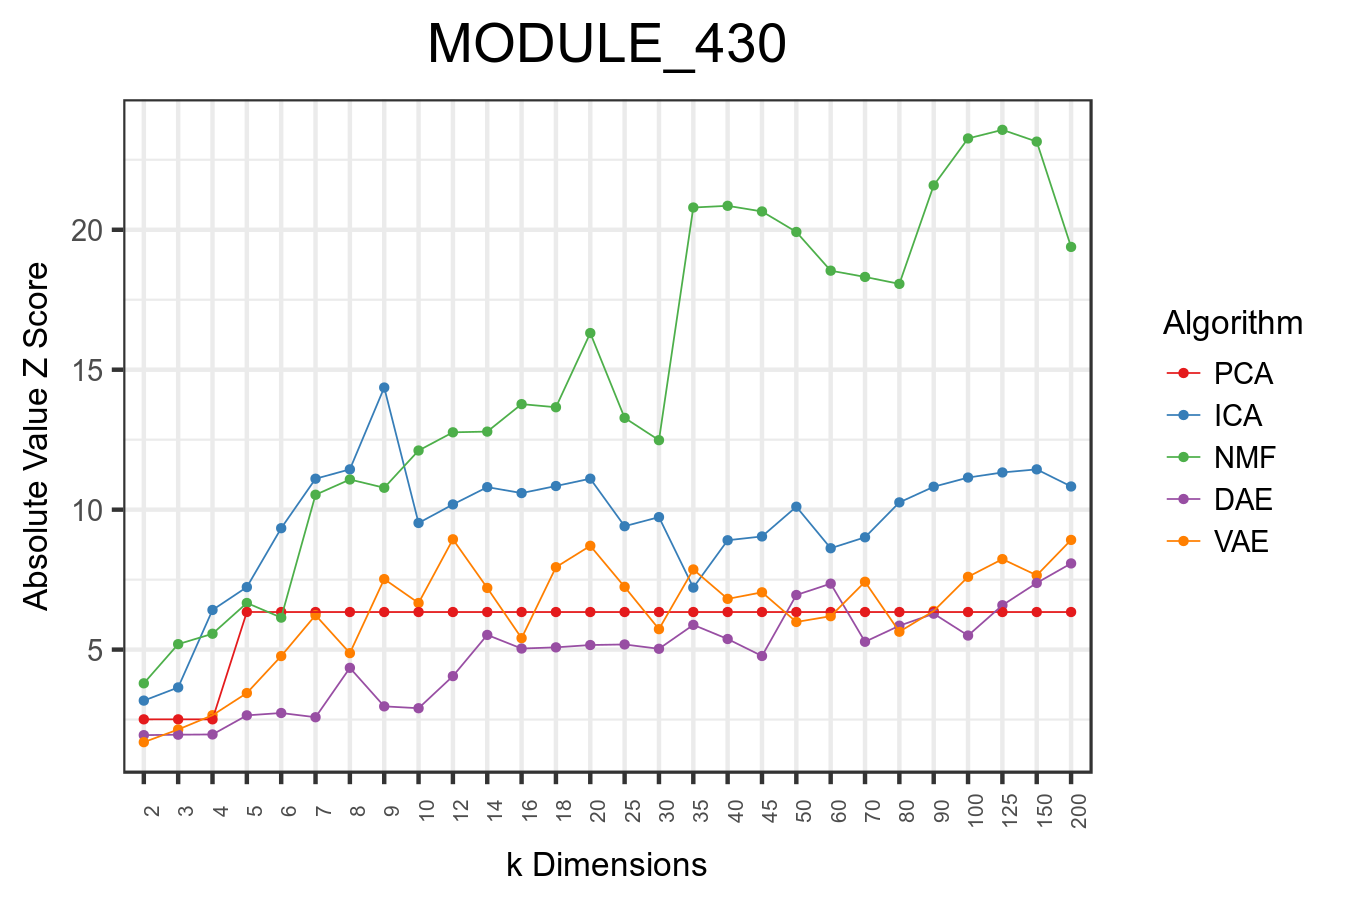 MODULE_430
Absolute Value Z Score
20
15
10
5
2 3 4 5 6 7 8 9 10 12 14 16 18 20 25 30 35 40 45 50 60 70 80 90 100 125 150 200
k Dimensions
Algorithm
PCA
ICA
NMF
DAE
VAE